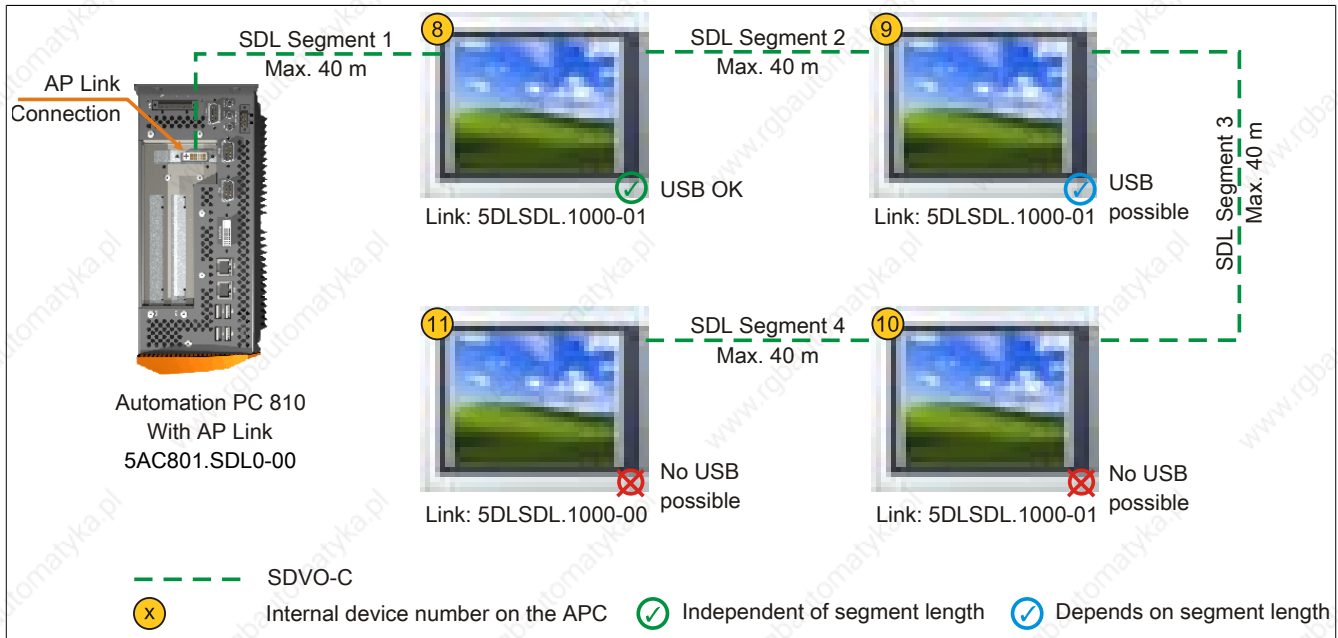 SDL Segment 1
Max. 40 m
8
SDL Segment 2
Max. 40 m
9
AP Link
Connection
SDL Segment 3
Max. 40 m
USB OK
Link: 5DLSDL.1000-01
USB
possible
Link: 5DLSDL.1000-01
11
SDL Segment 4
Max. 40 m
10
Automation PC 810
With AP Link
5AC801.SDL0-00
No USB
possible
Link: 5DLSDL.1000-00
No USB
possible
Link: 5DLSDL.1000-01
SDVO-C
x
Internal device number on the APC
Independent of segment length
Depends on segment length
www.rgbautomatyka.pl